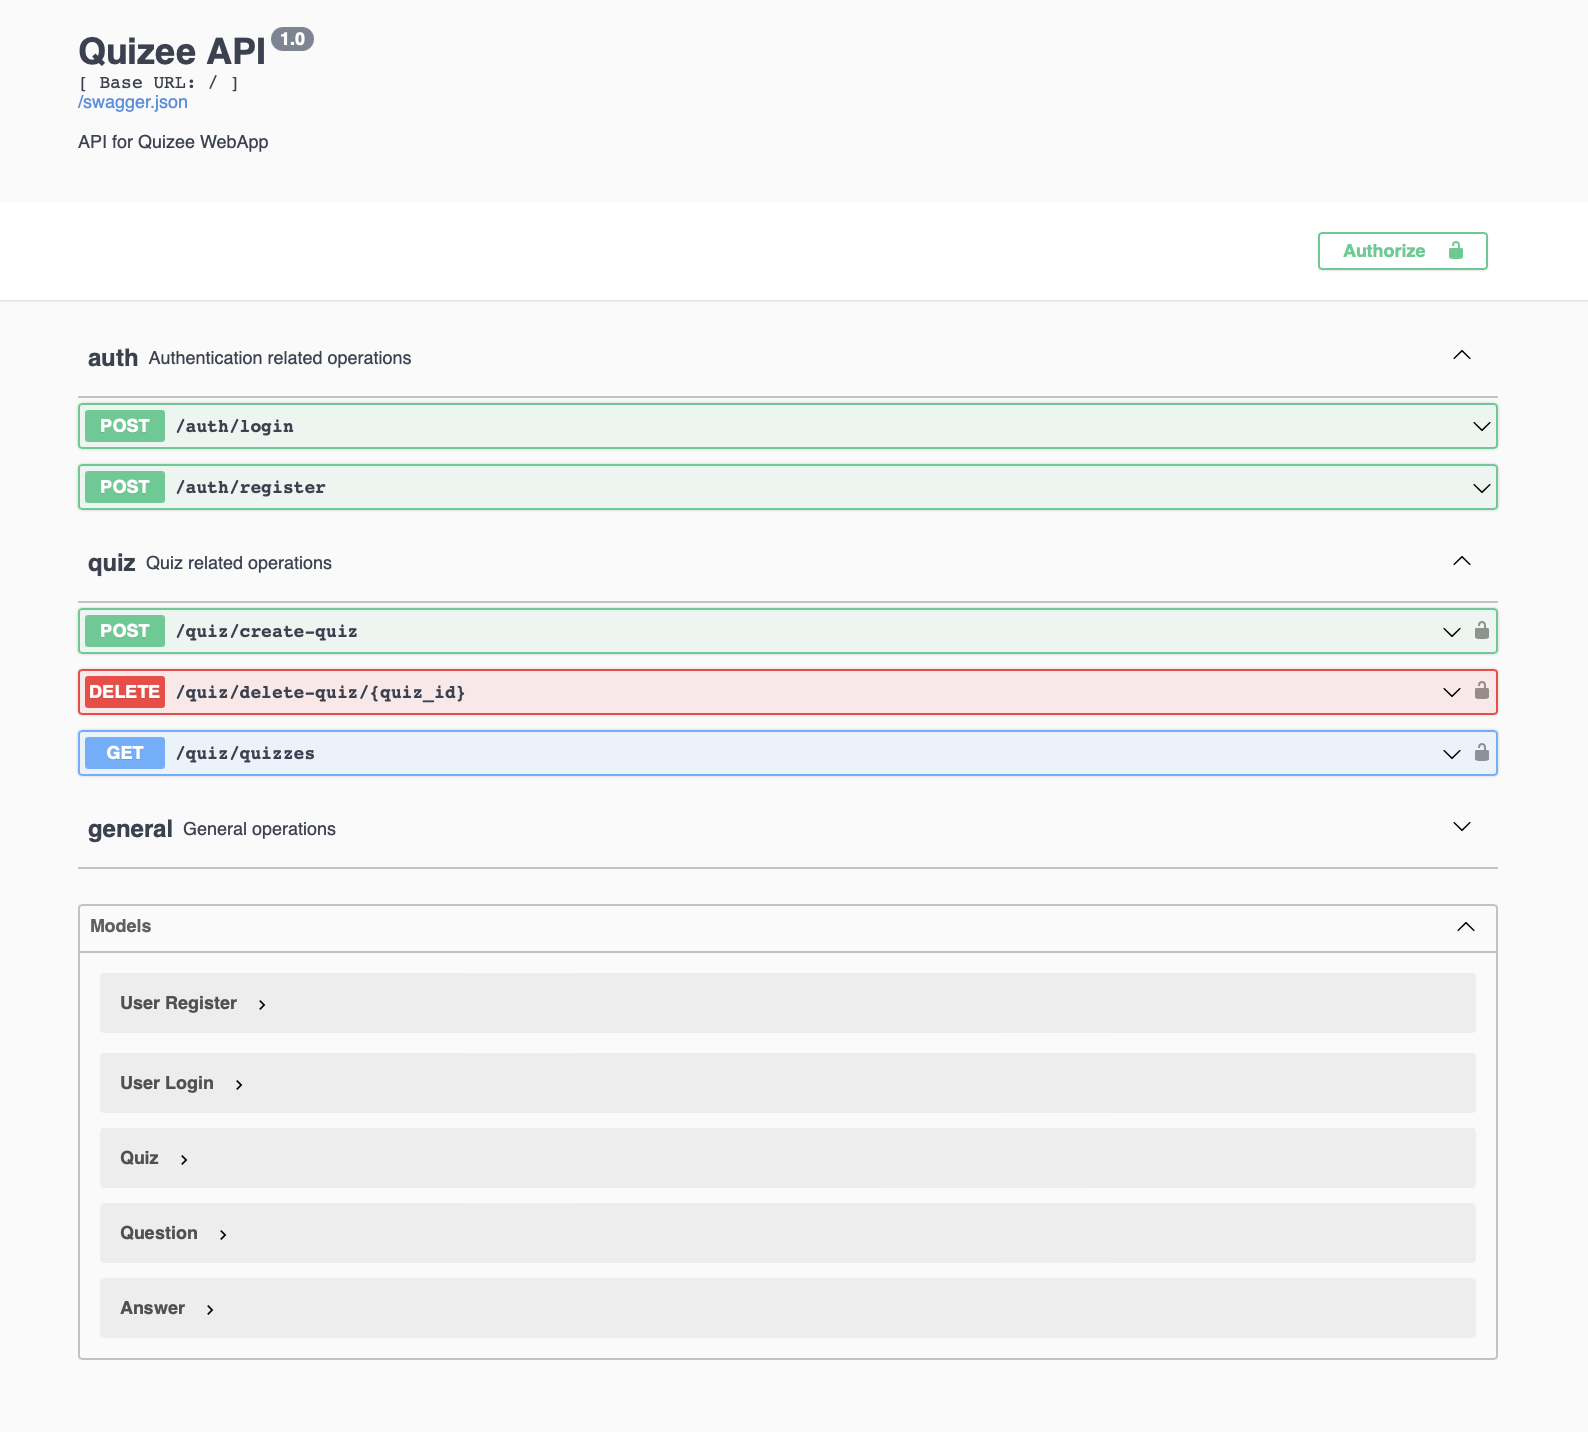 Quizee API 1.0
[ Base URL: / ]
/swagger.json
API for Quizee WebApp
Authorize
auth Authentication related operations
POST /auth/login
POST /auth/register
quiz Quiz related operations
POST /quiz/create-quiz
DELETE /quiz/delete-quiz/{quiz_id}
GET /quiz/quizzes
general General operations
Models
User Register
User Login
Quiz
Question
Answer